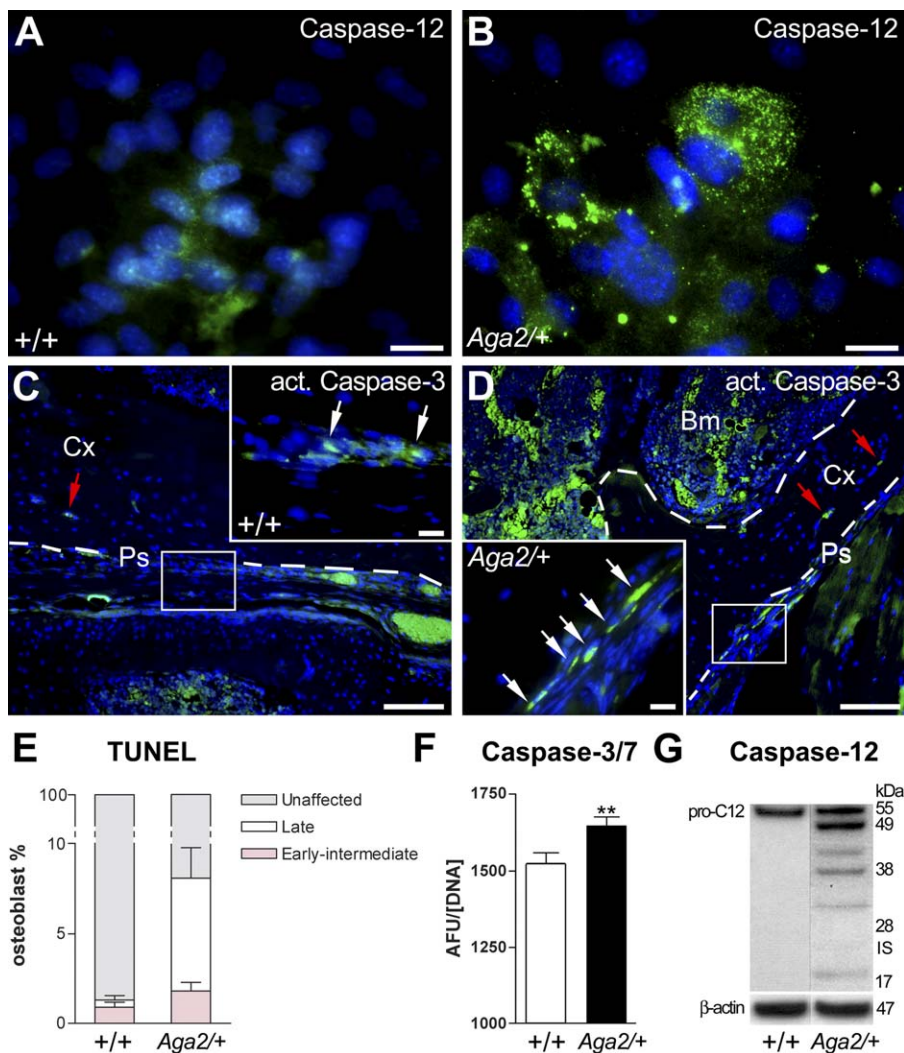 A Caspase-12
+/+
B Caspase-12
Aga2/+
C act. Caspase-3
Cx
Ps
+/+
D act. Caspase-3
Bm
Cx
Ps
Aga2/+
E TUNEL
osteoblast %
100
10
5
0
+/+ Aga2/+
Unaffected
Late
Early-intermediate
F Caspase-3/7
AFU/[DNA]
1750
1500
1250
1000
**
+/+ Aga2/+
G Caspase-12
kDa
pro-C12 55
49
38
28
IS
17
β-actin 47
+/+ Aga2/+